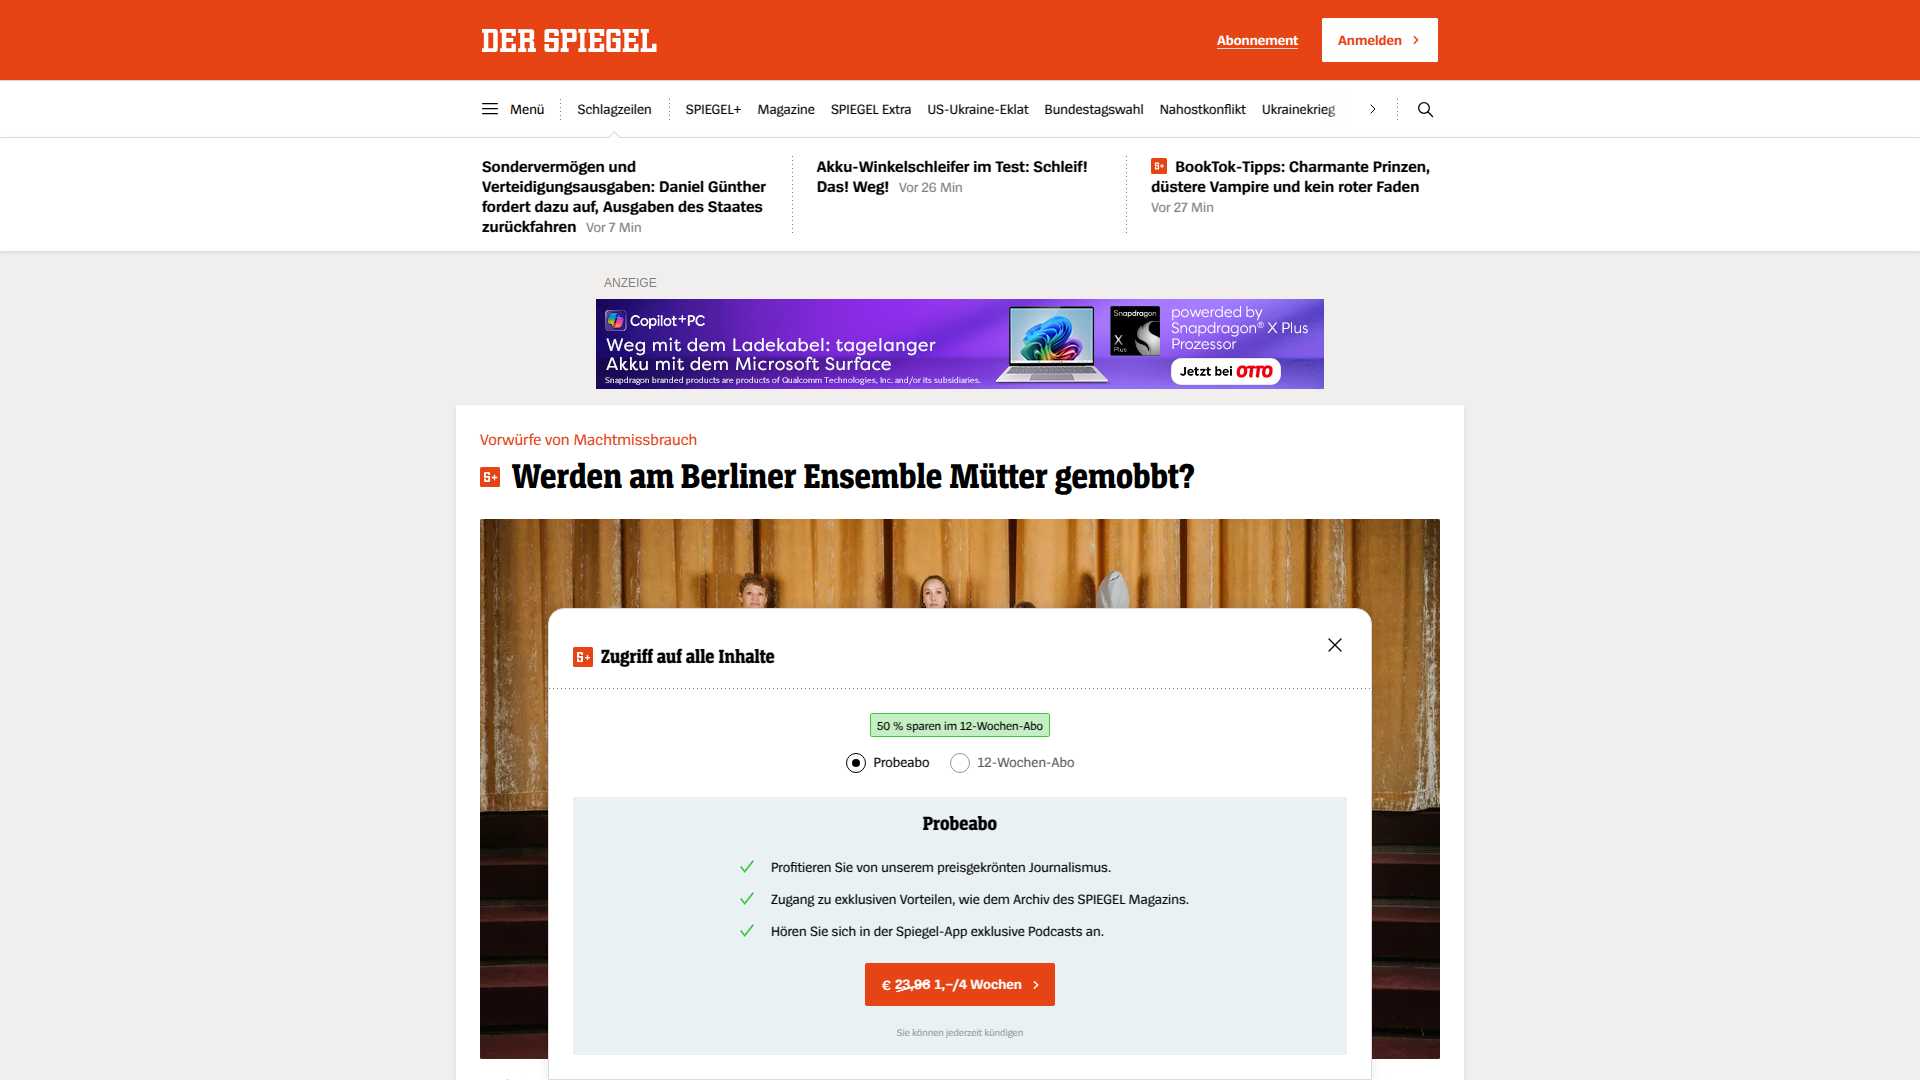 DER SPIEGEL
Abonnement
Anmelden
Menü
Schlagzeilen
SPIEGEL+
Magazine
SPIEGEL Extra
US-Ukraine-Eklat
Bundestagswahl
Nahostkonflikt
Ukrainekrieg
Sondervermögen und
Verteidigungsausgaben: Daniel Günther
fordert dazu auf, Ausgaben des Staates
zurückfahren Vor 7 Min
Akku-Winkelschleifer im Test: Schleif!
Das! Weg! Vor 26 Min
S+ BookTok-Tipps: Charmante Prinzen,
düstere Vampire und kein roter Faden
Vor 27 Min
ANZEIGE
Copilot+PC
Weg mit dem Ladekabel: tagelanger
Akku mit dem Microsoft Surface
Snapdragon branded products are products of Qualcomm Technologies, Inc. and/or its subsidiaries.
Snapdragon
X
Plus
powered by
Snapdragon® X Plus
Prozessor
Jetzt bei OTTO
Vorwürfe von Machtmissbrauch
S+ Werden am Berliner Ensemble Mütter gemobbt?
S+ Zugriff auf alle Inhalte
50 % sparen im 12-Wochen-Abo
Probeabo
12-Wochen-Abo
Probeabo
Profitieren Sie von unserem preisgekrönten Journalismus.
Zugang zu exklusiven Vorteilen, wie dem Archiv des SPIEGEL Magazins.
Hören Sie sich in der Spiegel-App exklusive Podcasts an.
€ 23,96 1,–/4 Wochen
Sie können jederzeit kündigen